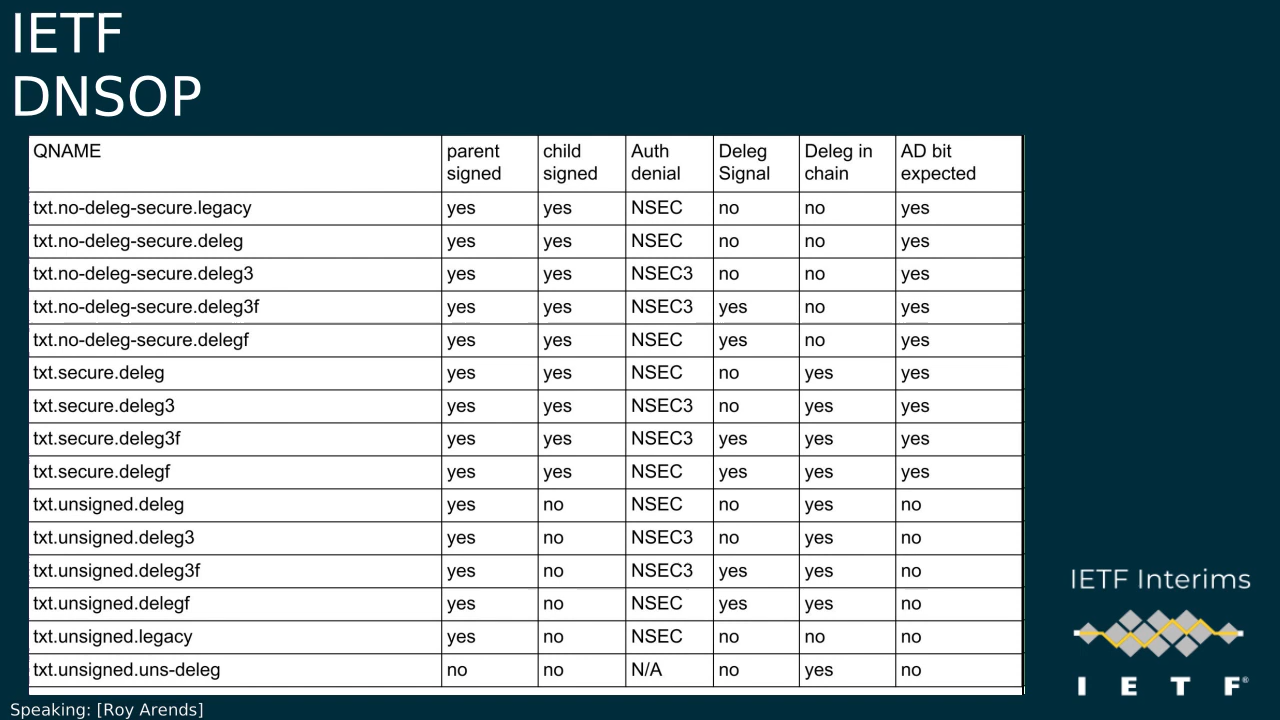 IETF
DNSOP
QNAME parent signed child signed Auth denial Deleg Signal Deleg in chain AD bit expected
txt.no-deleg-secure.legacy yes yes NSEC no no yes
txt.no-deleg-secure.deleg yes yes NSEC no no yes
txt.no-deleg-secure.deleg3 yes yes NSEC3 no no yes
txt.no-deleg-secure.deleg3f yes yes NSEC3 yes no yes
txt.no-deleg-secure.delegf yes yes NSEC yes no yes
txt.secure.deleg yes yes NSEC no yes yes
txt.secure.deleg3 yes yes NSEC3 no yes yes
txt.secure.deleg3f yes yes NSEC3 yes yes yes
txt.secure.delegf yes yes NSEC yes yes yes
txt.unsigned.deleg yes no NSEC no yes no
txt.unsigned.deleg3 yes no NSEC3 no yes no
txt.unsigned.deleg3f yes no NSEC3 yes yes no
txt.unsigned.delegf yes no NSEC yes yes no
txt.unsigned.legacy yes no NSEC no no no
txt.unsigned.uns-deleg no no N/A no yes no
IETF Interims
I E T F®
Speaking: [Roy Arends]